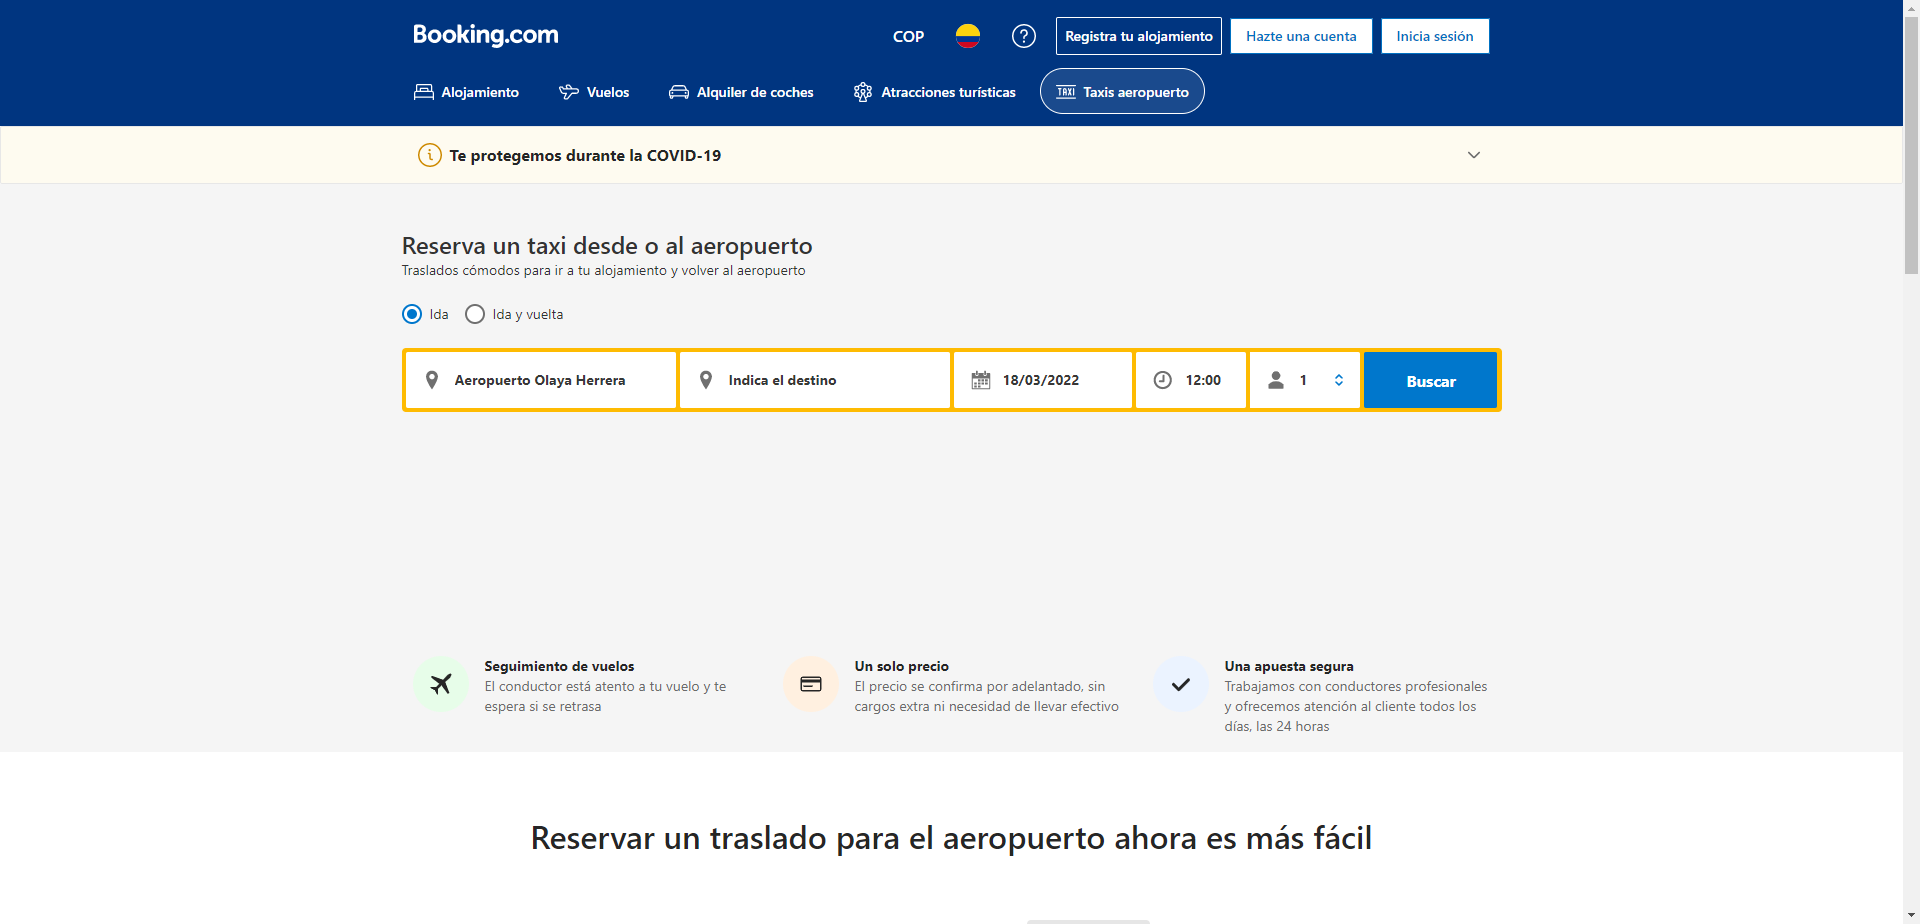 Booking.com
COP
Registra tu alojamiento
Hazte una cuenta
Inicia sesión
Alojamiento
Vuelos
Alquiler de coches
Atracciones turísticas
TAXI
Taxis aeropuerto
Te protegemos durante la COVID-19
Reserva un taxi desde o al aeropuerto
Traslados cómodos para ir a tu alojamiento y volver al aeropuerto
Ida
Ida y vuelta
Aeropuerto Olaya Herrera
Indica el destino
18/03/2022
12:00
1
Buscar
Seguimiento de vuelos
El conductor está atento a tu vuelo y te
espera si se retrasa
Un solo precio
El precio se confirma por adelantado, sin
cargos extra ni necesidad de llevar efectivo
Una apuesta segura
Trabajamos con conductores profesionales
y ofrecemos atención al cliente todos los
días, las 24 horas
Reservar un traslado para el aeropuerto ahora es más fácil